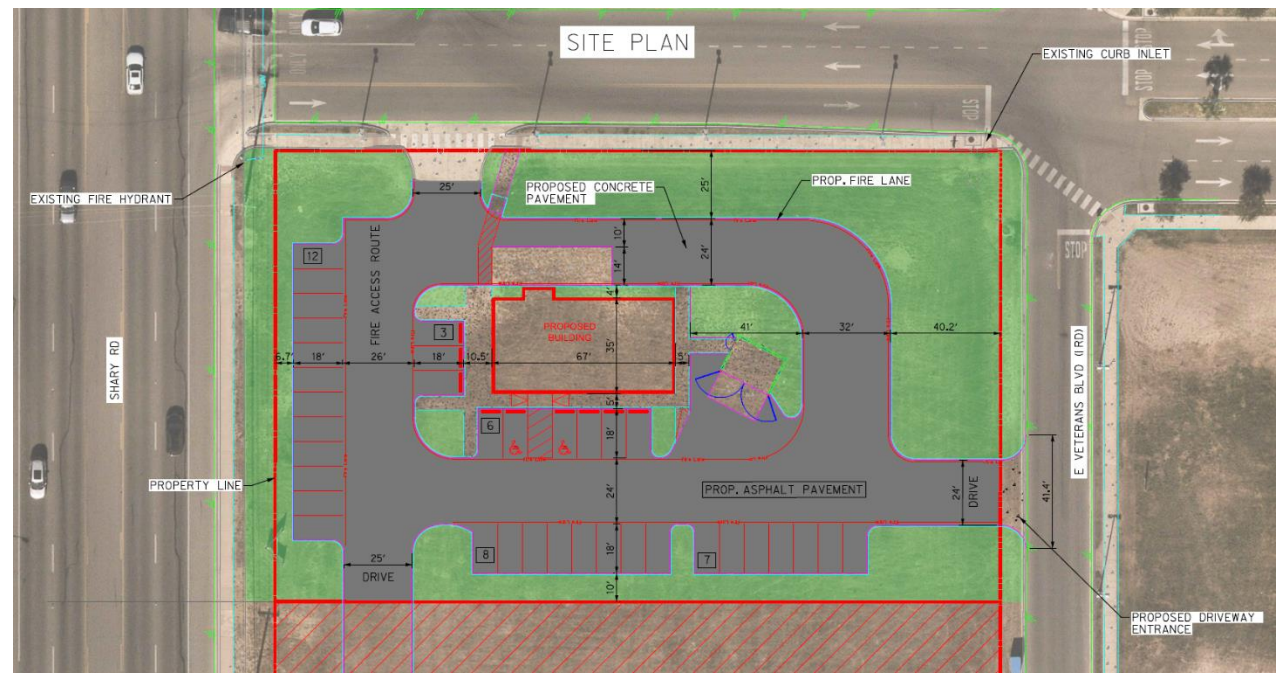 SITE PLAN
EXISTING CURB INLET
STOP
STOP
STOP
ONLY
EXISTING FIRE HYDRANT
25'
PROPOSED CONCRETE
PAVEMENT
25'
PROP. FIRE LANE
STOP
12
FIRE ACCESS ROUTE
10'
24'
14'
4'
3
PROPOSED
BUILDING
41'
32'
40.2'
6.7'
18'
26'
18'
10.5'
67'
35'
5'
SHARY RD
E VETERANS BLVD (IRD)
5'
6
18'
PROPERTY LINE
24'
PROP. ASPHALT PAVEMENT
24'
DRIVE
41.4'
8
18'
7
25'
DRIVE
10'
PROPOSED DRIVEWAY
ENTRANCE